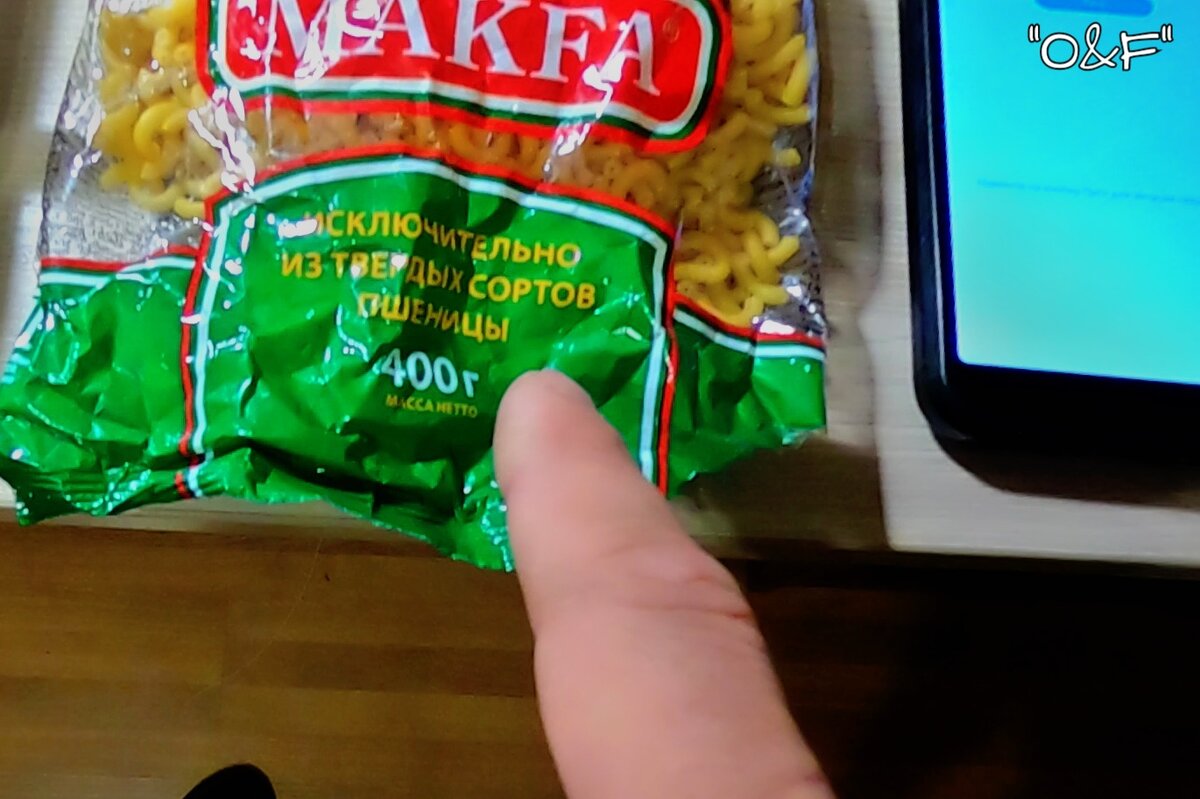 "O&F"
MAKFA
ИСКЛЮЧИТЕЛЬНО
ИЗ ТВЕРДЫХ СОРТОВ
ПШЕНИЦЫ
400 г
МАССА НЕТТО